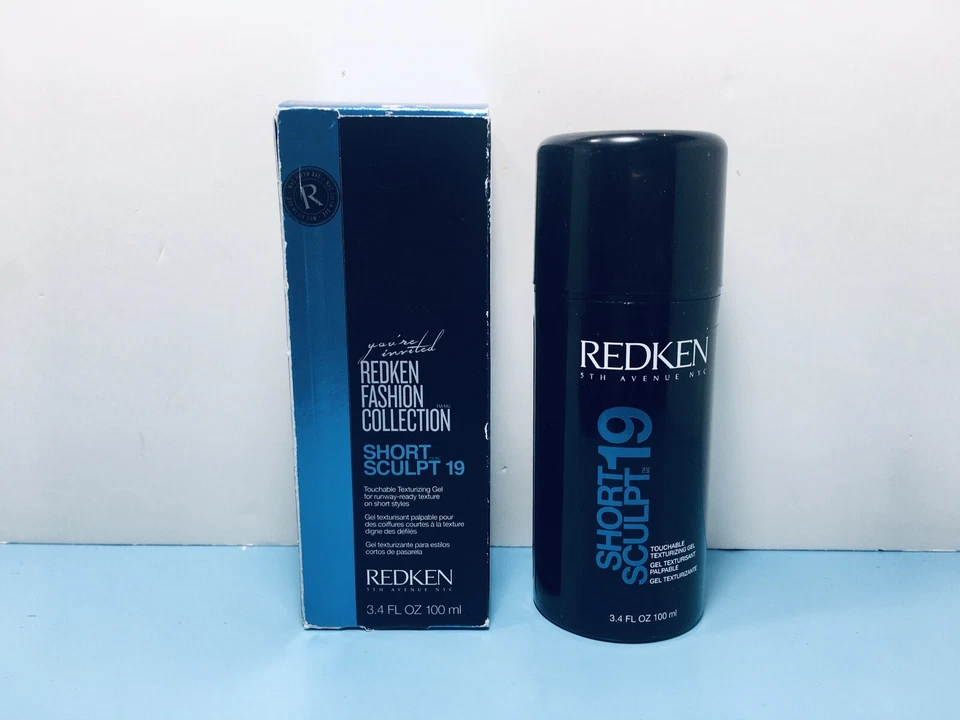 R
you're
invited
REDKEN
FASHION
COLLECTION
SHORT
SCULPT 19
Touchable Texturizing Gel
for runway-ready texture
on short styles
Gel texturisant palpable pour
des coiffures courtes à la texture
digne des défilés
Gel texturizante para estilos
cortos de pasarela
REDKEN
5TH AVENUE NYC
3.4 FL OZ 100 ml
REDKEN
5TH AVENUE NYC
SHORT
SCULPT
19
TOUCHABLE
TEXTURIZING GEL
GEL TEXTURISANT
PALPABLE
GEL TEXTURIZANTE
3.4 FL OZ 100 ml